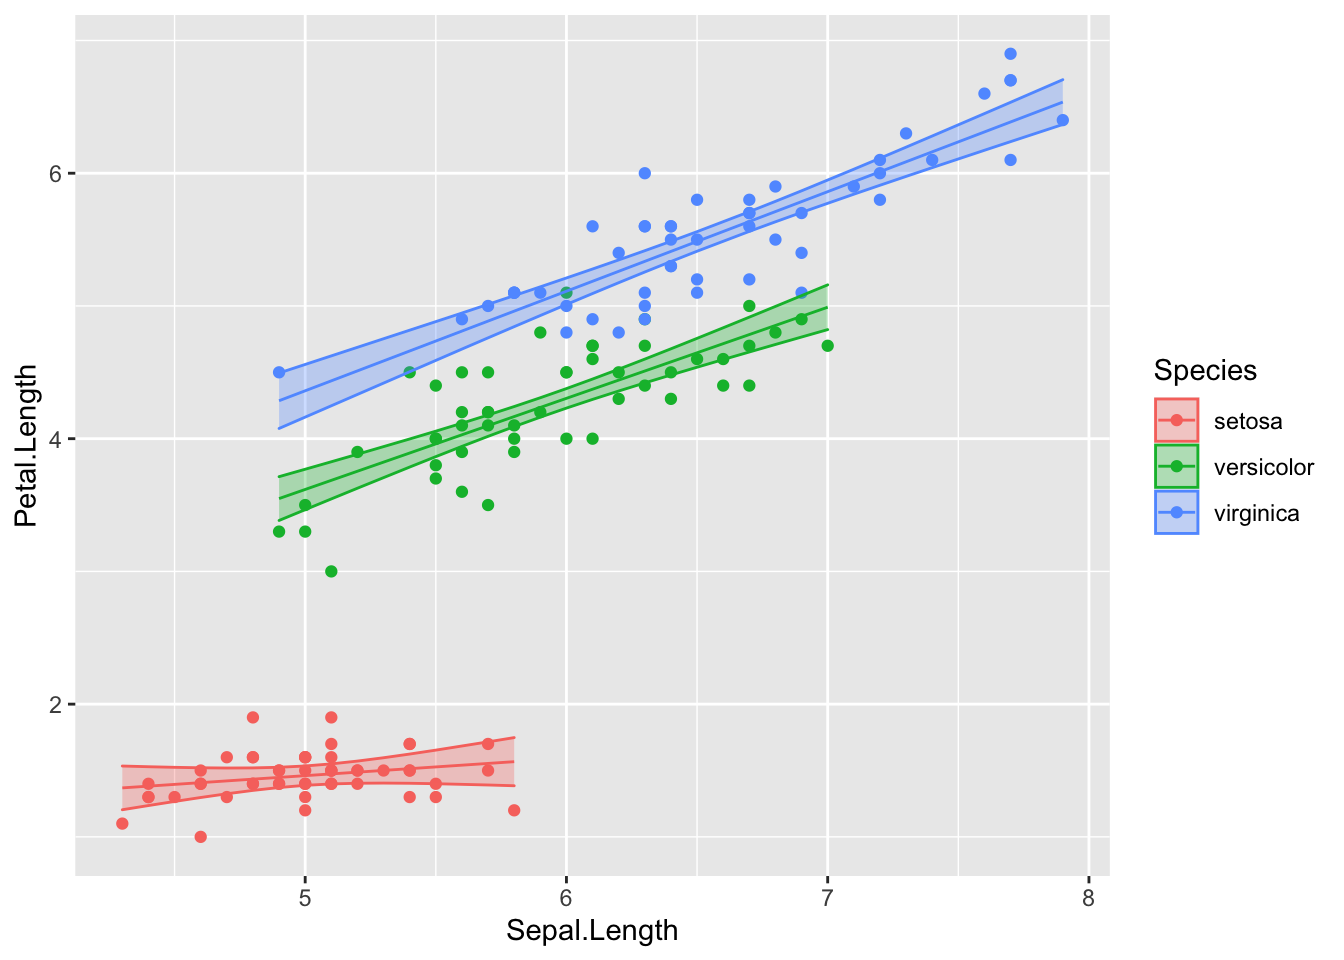 Petal.Length
6
4
2
5 6 7 8
Sepal.Length
Species
setosa
versicolor
virginica